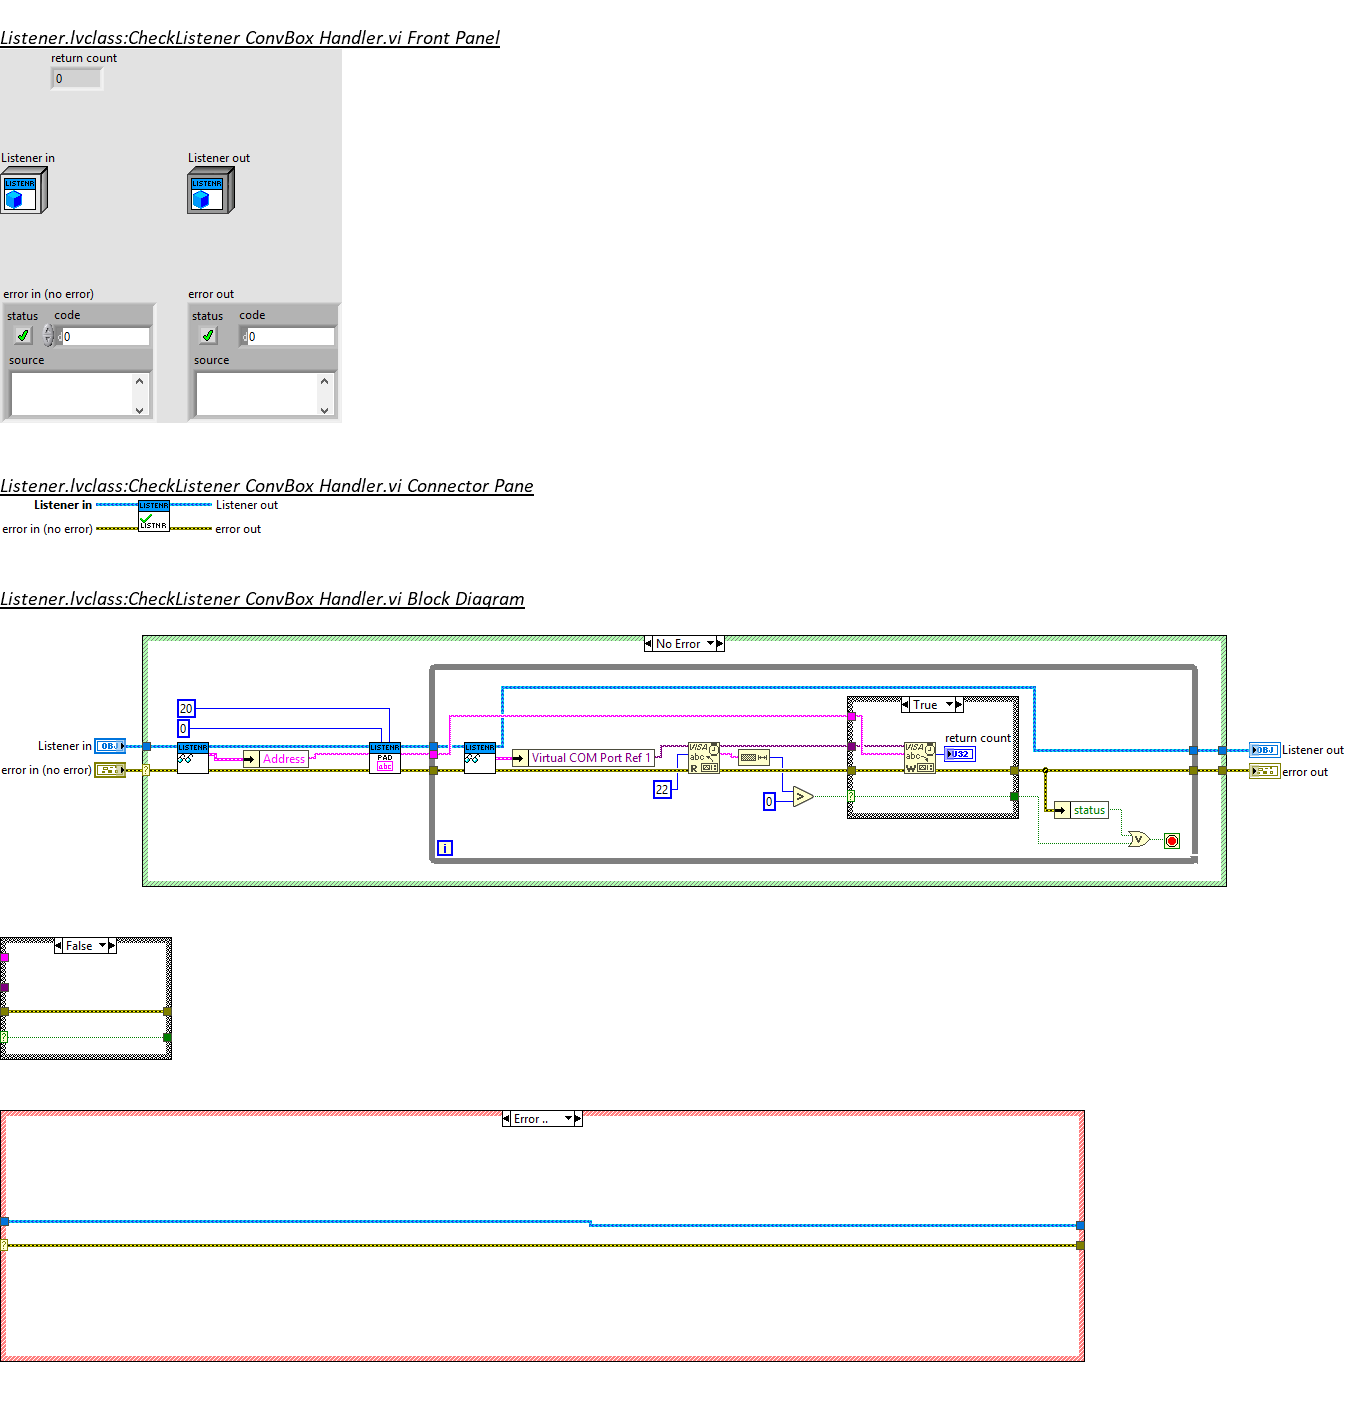 Listener.lvclass:CheckListener ConvBox Handler.vi Front Panel
return count
0
Listener in
Listener out
LISTENR
LISTENR
error in (no error)
error out
status
code
status
code
0
0
source
source
Listener.lvclass:CheckListener ConvBox Handler.vi Connector Pane
Listener in
LISTENR
Listener out
error in (no error)
LISTNR
error out
Listener.lvclass:CheckListener ConvBox Handler.vi Block Diagram
No Error
20
0
True
Listener in
OBJ
LISTENR
Address
LISTENR
PAD
abc
LISTENR
Virtual COM Port Ref 1
VISA
abc
R
VISA
abc
W
return count
U32
OBJ
Listener out
error in (no error)
error out
22
0
>
?
status
V
i
False
?
Error ..
?